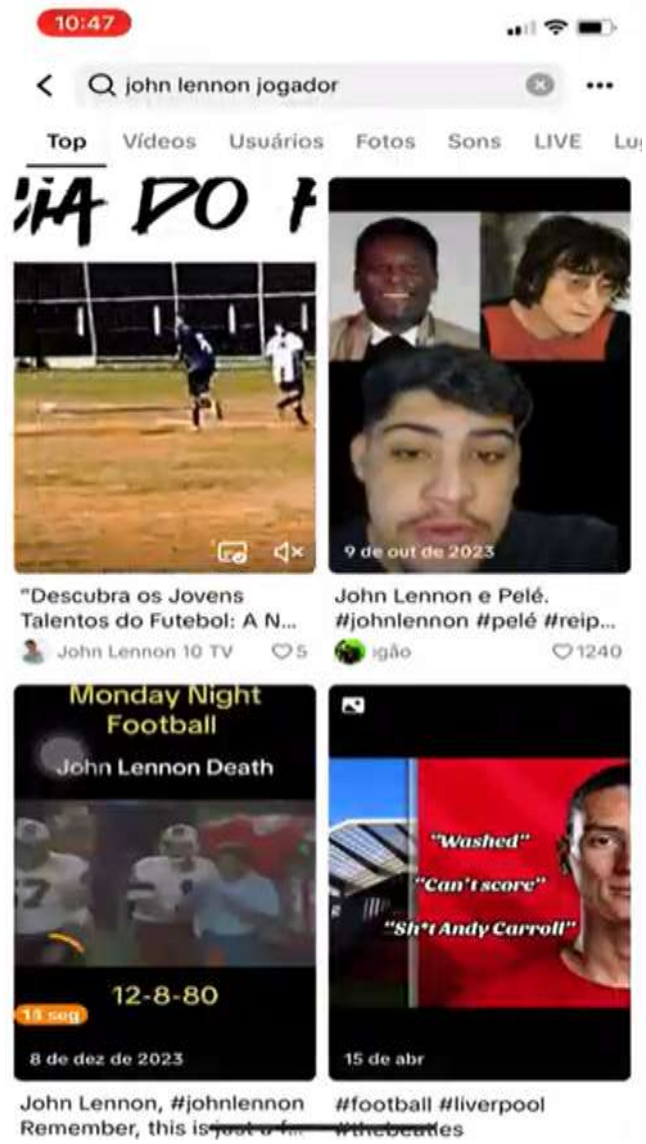 10:47
john lennon jogador
Top Vídeos Usuários Fotos Sons LIVE
DO
9 de out de 2023
"Descubra os Jovens
Talentos do Futebol: A N...
John Lennon 10 TV 5
John Lennon e Pelé.
#johnlennon #pelé #reip...
igão 1240
Monday Night
Football
John Lennon Death
12-8-80
8 de dez de 2023
"Washed"
"Can't score"
"Sh*t Andy Carroll"
15 de abr
John Lennon, #johnlennon
Remember, this is just a f...
#football #liverpool
#thebeatles